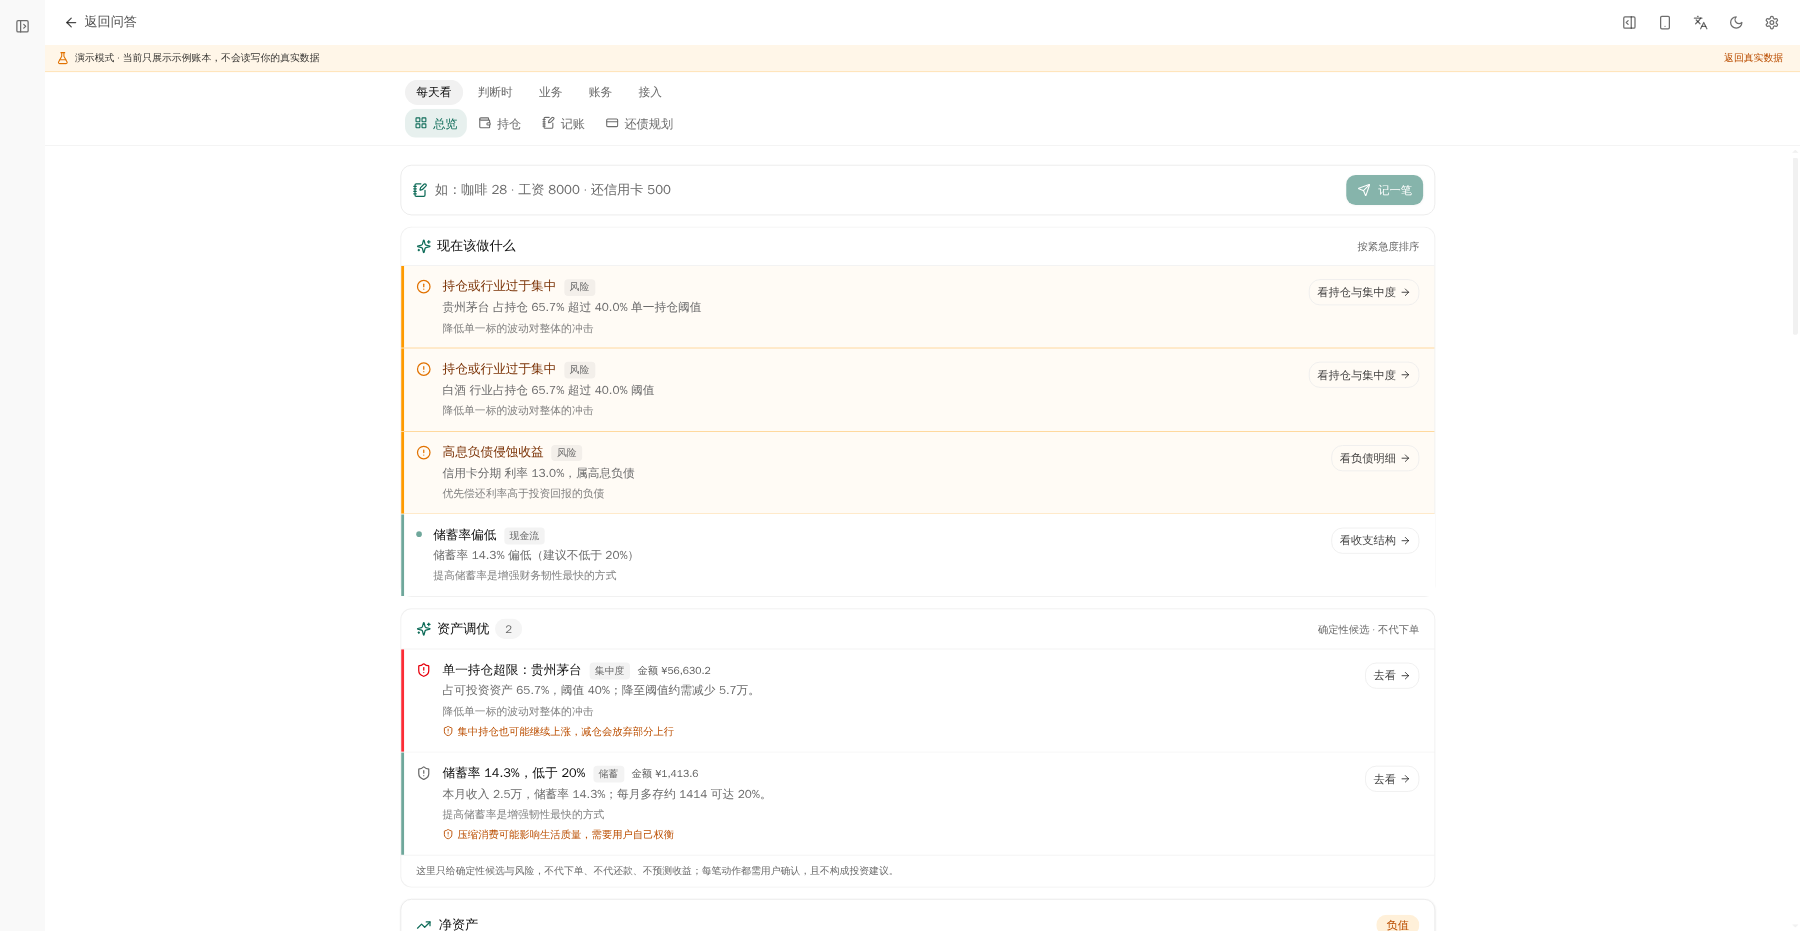 返回问答
演示模式 · 当前只展示示例账本，不会读写你的真实数据
返回真实数据
每天看 判断时 业务 账务 接入
总览 持仓 记账 还债规划
如：咖啡 28 · 工资 8000 · 还信用卡 500
记一笔
现在该做什么
按紧急度排序
持仓或行业过于集中 风险
贵州茅台 占持仓 65.7% 超过 40.0% 单一持仓阈值
降低单一标的波动对整体的冲击
看持仓与集中度
持仓或行业过于集中 风险
白酒 行业占持仓 65.7% 超过 40.0% 阈值
降低单一标的波动对整体的冲击
看持仓与集中度
高息负债侵蚀收益 风险
信用卡分期 利率 13.0%，属高息负债
优先偿还利率高于投资回报的负债
看负债明细
储蓄率偏低 现金流
储蓄率 14.3% 偏低（建议不低于 20%）
提高储蓄率是增强财务韧性最快的方式
看收支结构
资产调优 2
确定性候选 · 不代下单
单一持仓超限：贵州茅台 集中度 金额 ¥56,630.2
占可投资资产 65.7%，阈值 40%；降至阈值约需减少 5.7万。
降低单一标的波动对整体的冲击
集中持仓也可能继续上涨，减仓会放弃部分上行
去看
储蓄率 14.3%，低于 20% 储蓄 金额 ¥1,413.6
本月收入 2.5万，储蓄率 14.3%；每月多存约 1414 可达 20%。
提高储蓄率是增强韧性最快的方式
压缩消费可能影响生活质量，需要用户自己权衡
去看
这里只给确定性候选与风险，不代下单、不代还款、不预测收益；每笔动作都需用户确认，且不构成投资建议。
净资产
负值